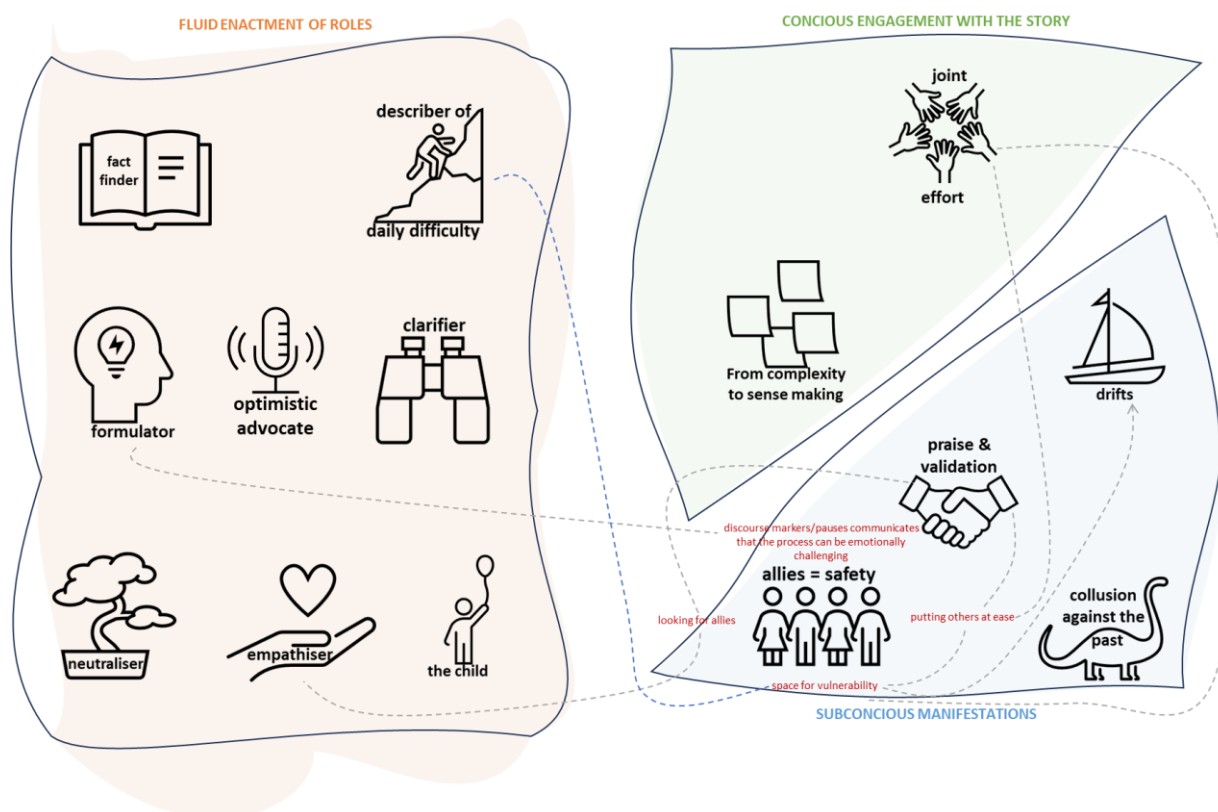 FLUID ENACTMENT OF ROLES
fact
finder
describer of
daily difficulty
formulator
optimistic
advocate
clarifier
neutraliser
empathiser
the child
CONCIOUS ENGAGEMENT WITH THE STORY
joint
effort
From complexity
to sense making
drifts
praise &
validation
discourse markers/pauses communicates
that the process can be emotionally
challenging
allies = safety
looking for allies
putting others at ease
space for vulnerability
collusion
against the
past
SUBCONCIOUS MANIFESTATIONS